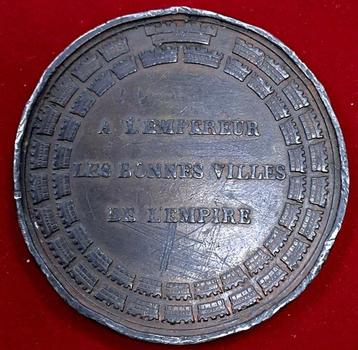 A L'EMPEREUR
LES BONNES VILLES
DE L'EMPIRE